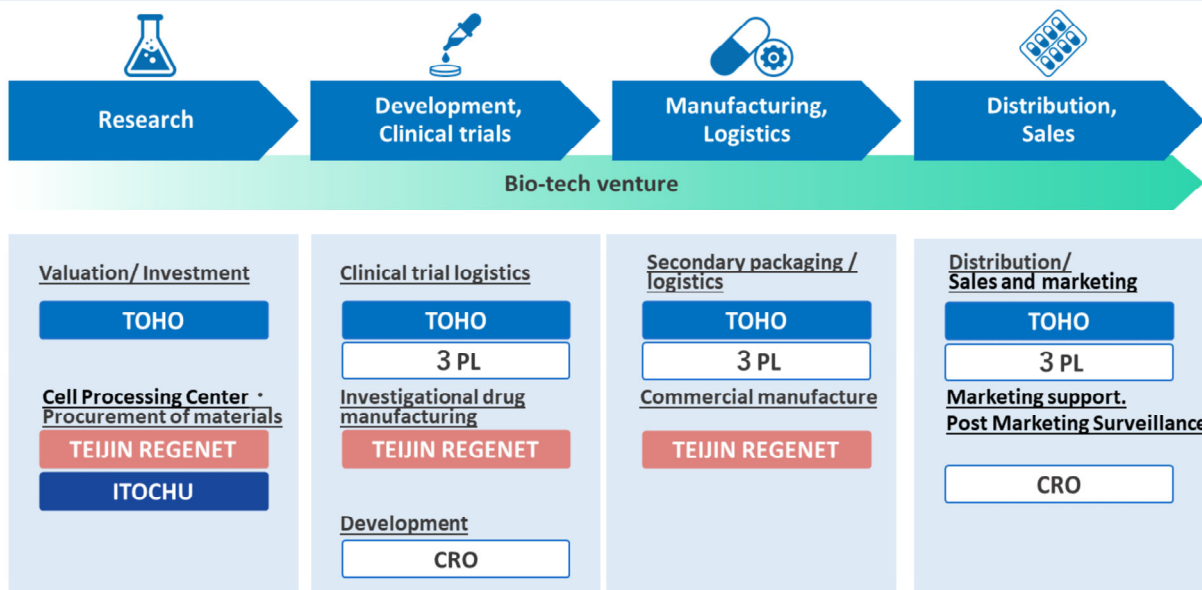 Research
Development,
Clinical trials
Manufacturing,
Logistics
Distribution,
Sales
Bio-tech venture
Valuation/ Investment
TOHO
Cell Processing Center・
Procurement of materials
TEIJIN REGENET
ITOCHU
Clinical trial logistics
TOHO
3 PL
Investigational drug
manufacturing
TEIJIN REGENET
Development
CRO
Secondary packaging /
logistics
TOHO
3 PL
Commercial manufacture
TEIJIN REGENET
Distribution/
Sales and marketing
TOHO
3 PL
Marketing support.
Post Marketing Surveillance
CRO